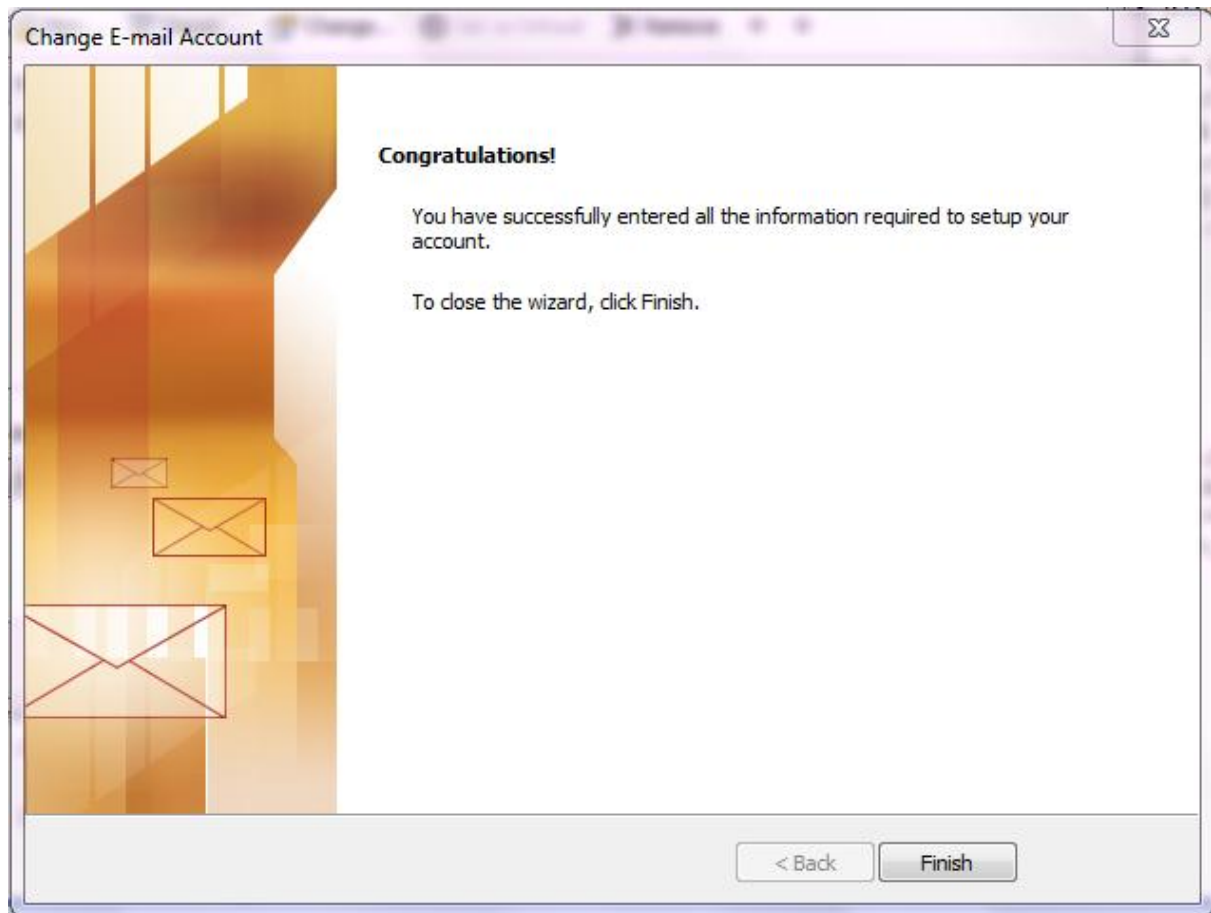 Change E-mail Account
Congratulations!
You have successfully entered all the information required to setup your
account.
To close the wizard, click Finish.
< Back
Finish